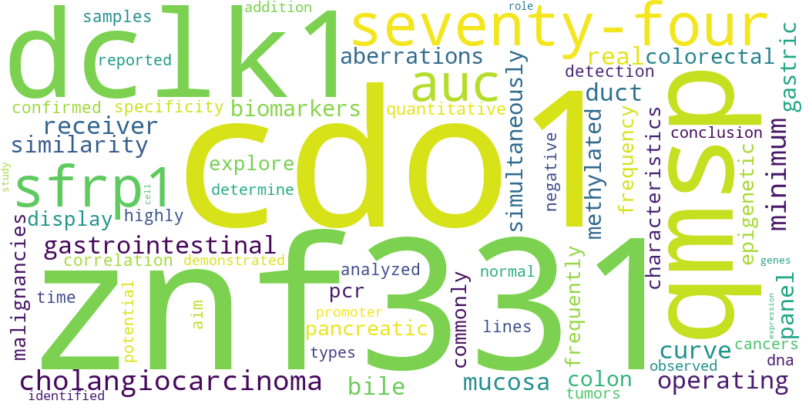 dclk1
samples
addition
role
reported
seventy-four
aberrations
real
colorectal
auc
detection
gastric
confirmed
specificity
biomarkers
quantitative
duct
receiver
similarity
cdo1
simultaneously
negative
methylated
frequency
characteristics
conclusion
qmsp
epigenetic
minimum
explore
determine
study
sfrp1
cell
display
highly
malignancies
gastrointestinal
correlation
demonstrated
znf331
analyzed
normal
frequently
genes
time
potential
aim
pcr
promoter
pancreatic
commonly
lines
types
expression
panel
curve
cancers
observed
dna
cholangiocarcinoma
bile
mucosa
colon
operating
identified
tumors